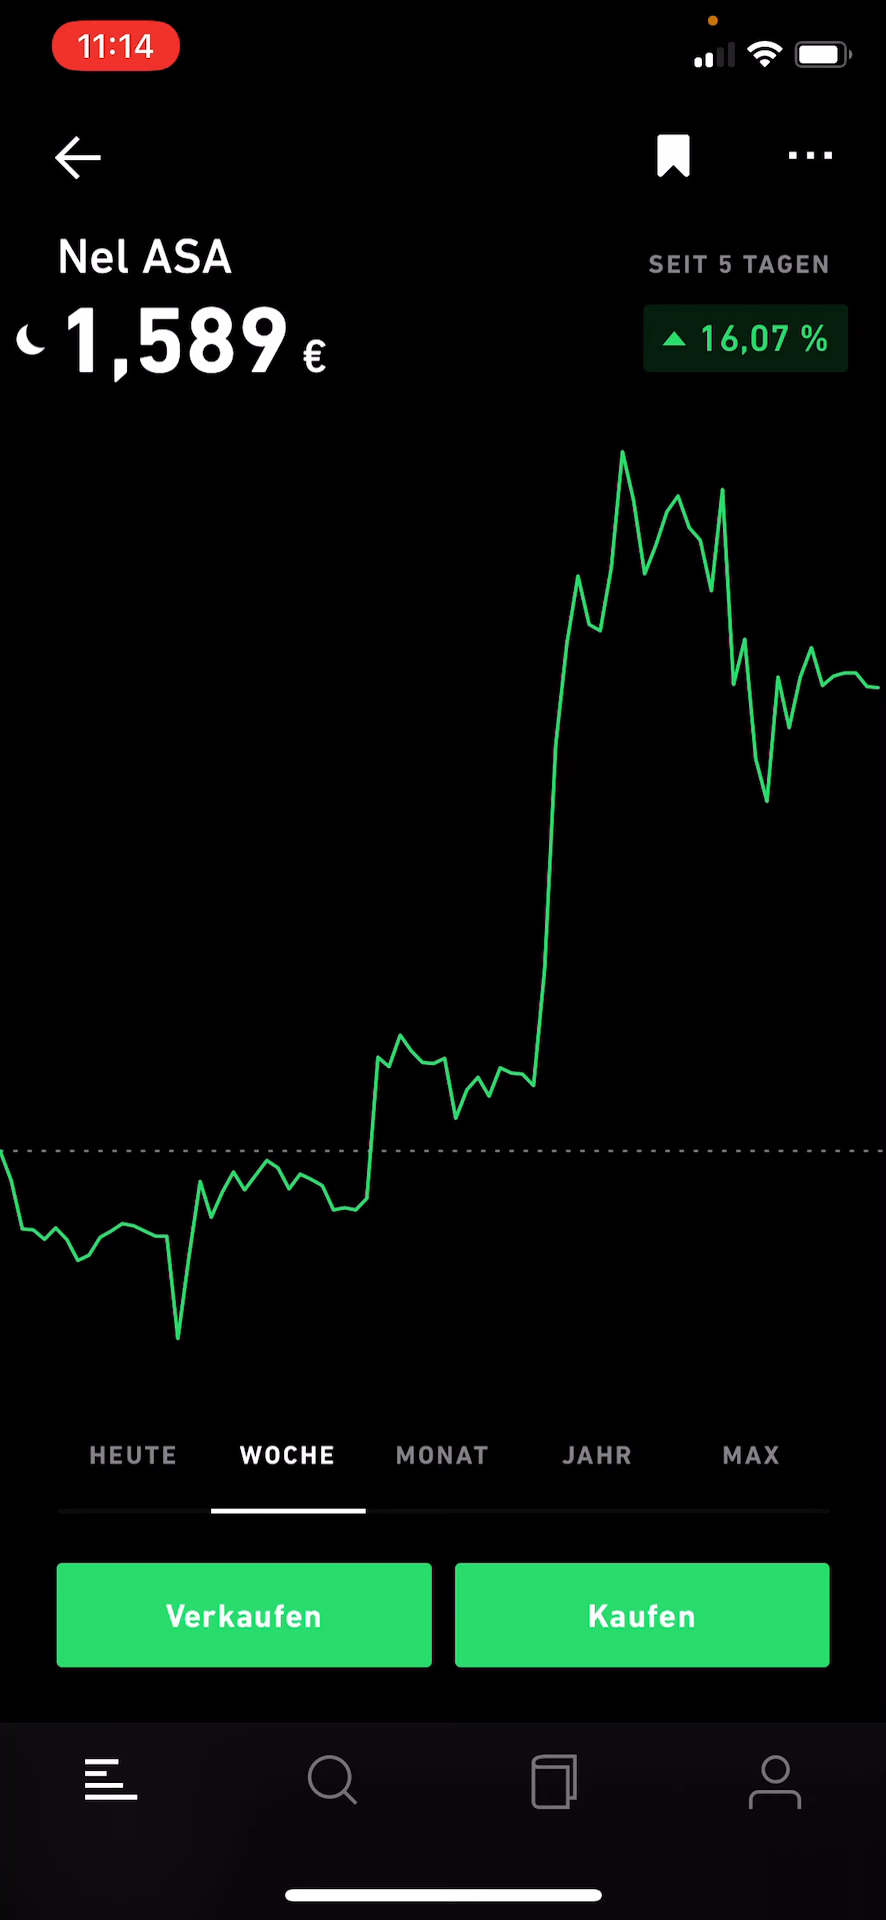 11:14
Nel ASA
SEIT 5 TAGEN
1,589 €
16,07 %
HEUTE WOCHE MONAT JAHR MAX
Verkaufen Kaufen